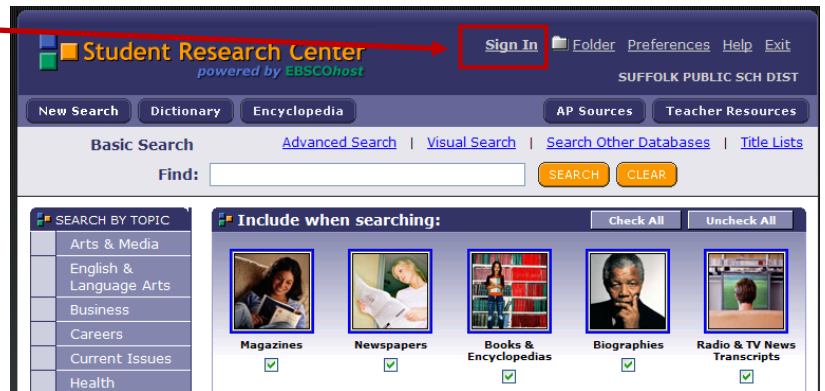 Student Research Center
powered by EBSCOhost
Sign In Folder Preferences Help Exit
SUFFOLK PUBLIC SCH DIST
New Search Dictionary Encyclopedia AP Sources Teacher Resources
Basic Search Advanced Search | Visual Search | Search Other Databases | Title Lists
Find: SEARCH CLEAR
SEARCH BY TOPIC
Arts & Media
English &
Language Arts
Business
Careers
Current Issues
Health
Include when searching: Check All Uncheck All
Magazines
Newspapers
Books &
Encyclopedias
Biographies
Radio & TV News
Transcripts